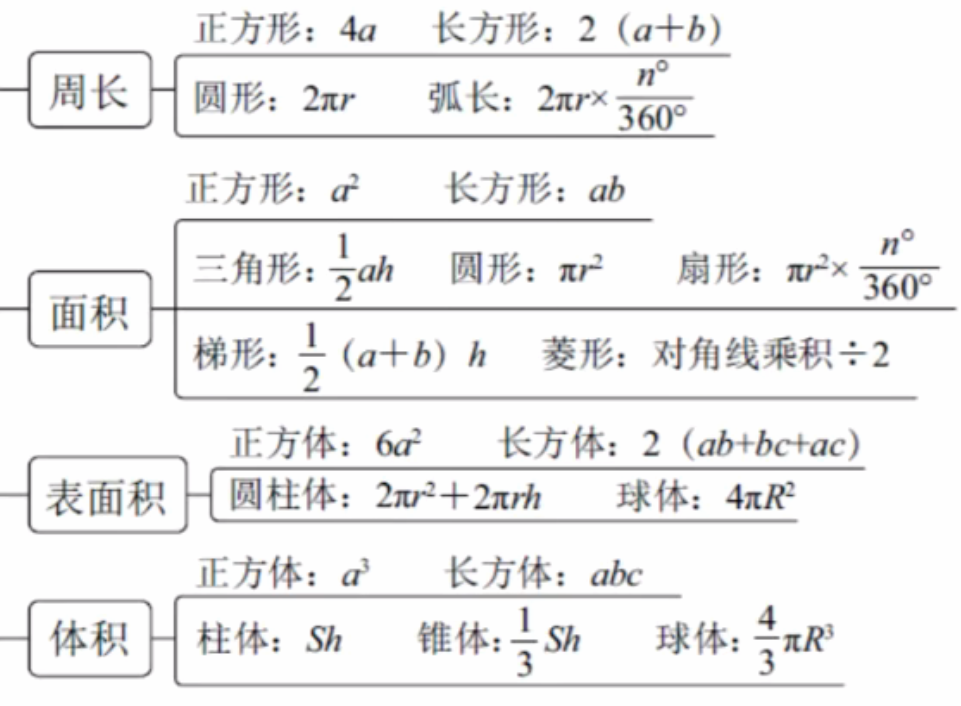 正方形：4a 长方形：2（a+b）
周长
圆形：2πr 弧长：2πr×n°/360°
正方形：a² 长方形：ab
三角形：1/2ah 圆形：πr² 扇形：πr²×n°/360°
面积
梯形：1/2（a+b）h 菱形：对角线乘积÷2
正方体：6a² 长方体：2（ab+bc+ac）
表面积
圆柱体：2πr²+2πrh 球体：4πR²
正方体：a³ 长方体：abc
体积
柱体：Sh 锥体：1/3Sh 球体：4/3πR³